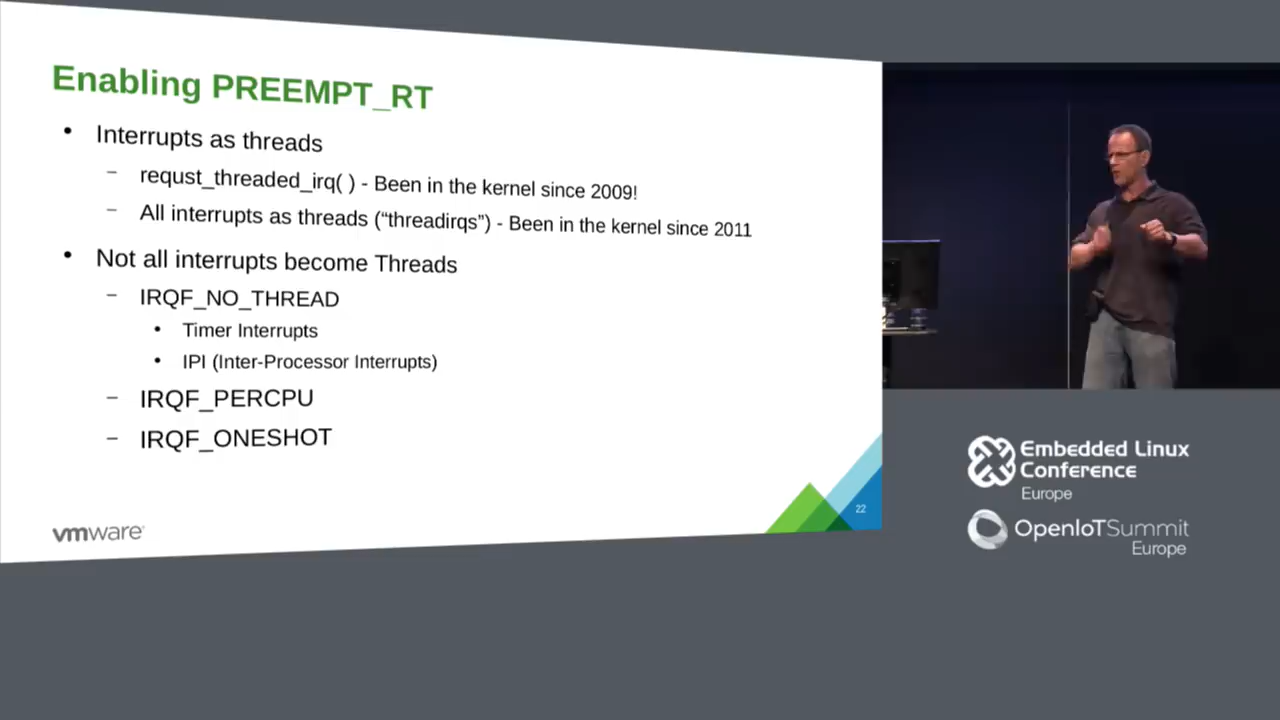 Enabling PREEMPT_RT
• Interrupts as threads
– requst_threaded_irq( ) - Been in the kernel since 2009!
– All interrupts as threads (“threadirqs”) - Been in the kernel since 2011
• Not all interrupts become Threads
– IRQF_NO_THREAD
• Timer Interrupts
• IPI (Inter-Processor Interrupts)
– IRQF_PERCPU
– IRQF_ONESHOT
22
vmware
Embedded Linux
Conference
Europe
OpenIoTSummit
Europe